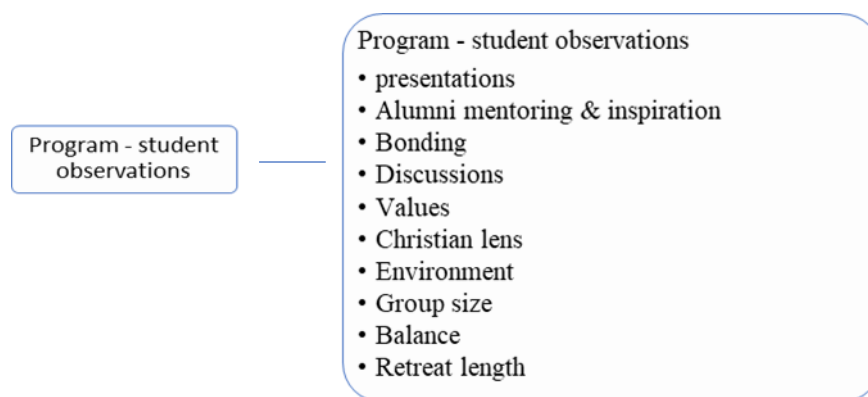 Program - student
observations
Program - student observations
• presentations
• Alumni mentoring & inspiration
• Bonding
• Discussions
• Values
• Christian lens
• Environment
• Group size
• Balance
• Retreat length